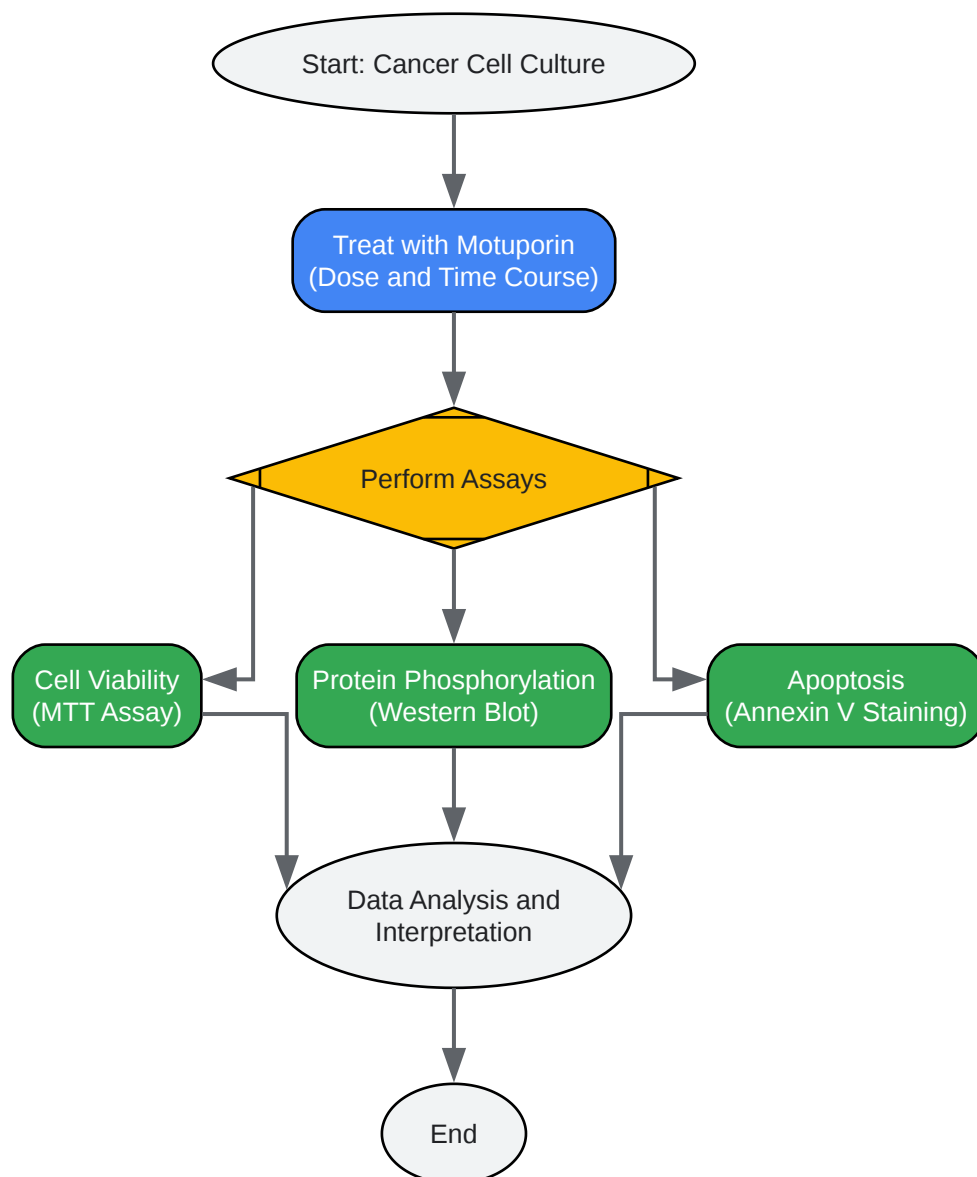 Start: Cancer Cell Culture
Treat with Motuporin
(Dose and Time Course)
Perform Assays
Cell Viability
(MTT Assay)
Protein Phosphorylation
(Western Blot)
Apoptosis
(Annexin V Staining)
Data Analysis and
Interpretation
End